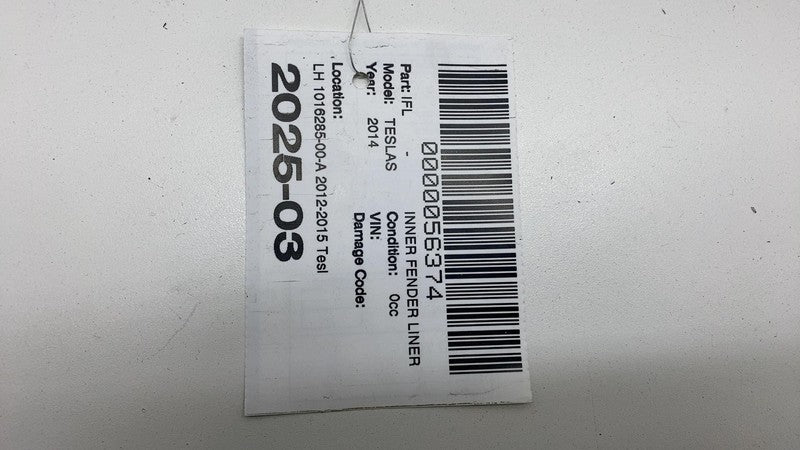 0000056374
Part: IFL - INNER FENDER LINER
Model: TESLAS Condition: 0cc
Year: 2014 VIN:
Damage Code:
Location:
LH 1016285-00-A 2012-2015 Tesl
2025-03